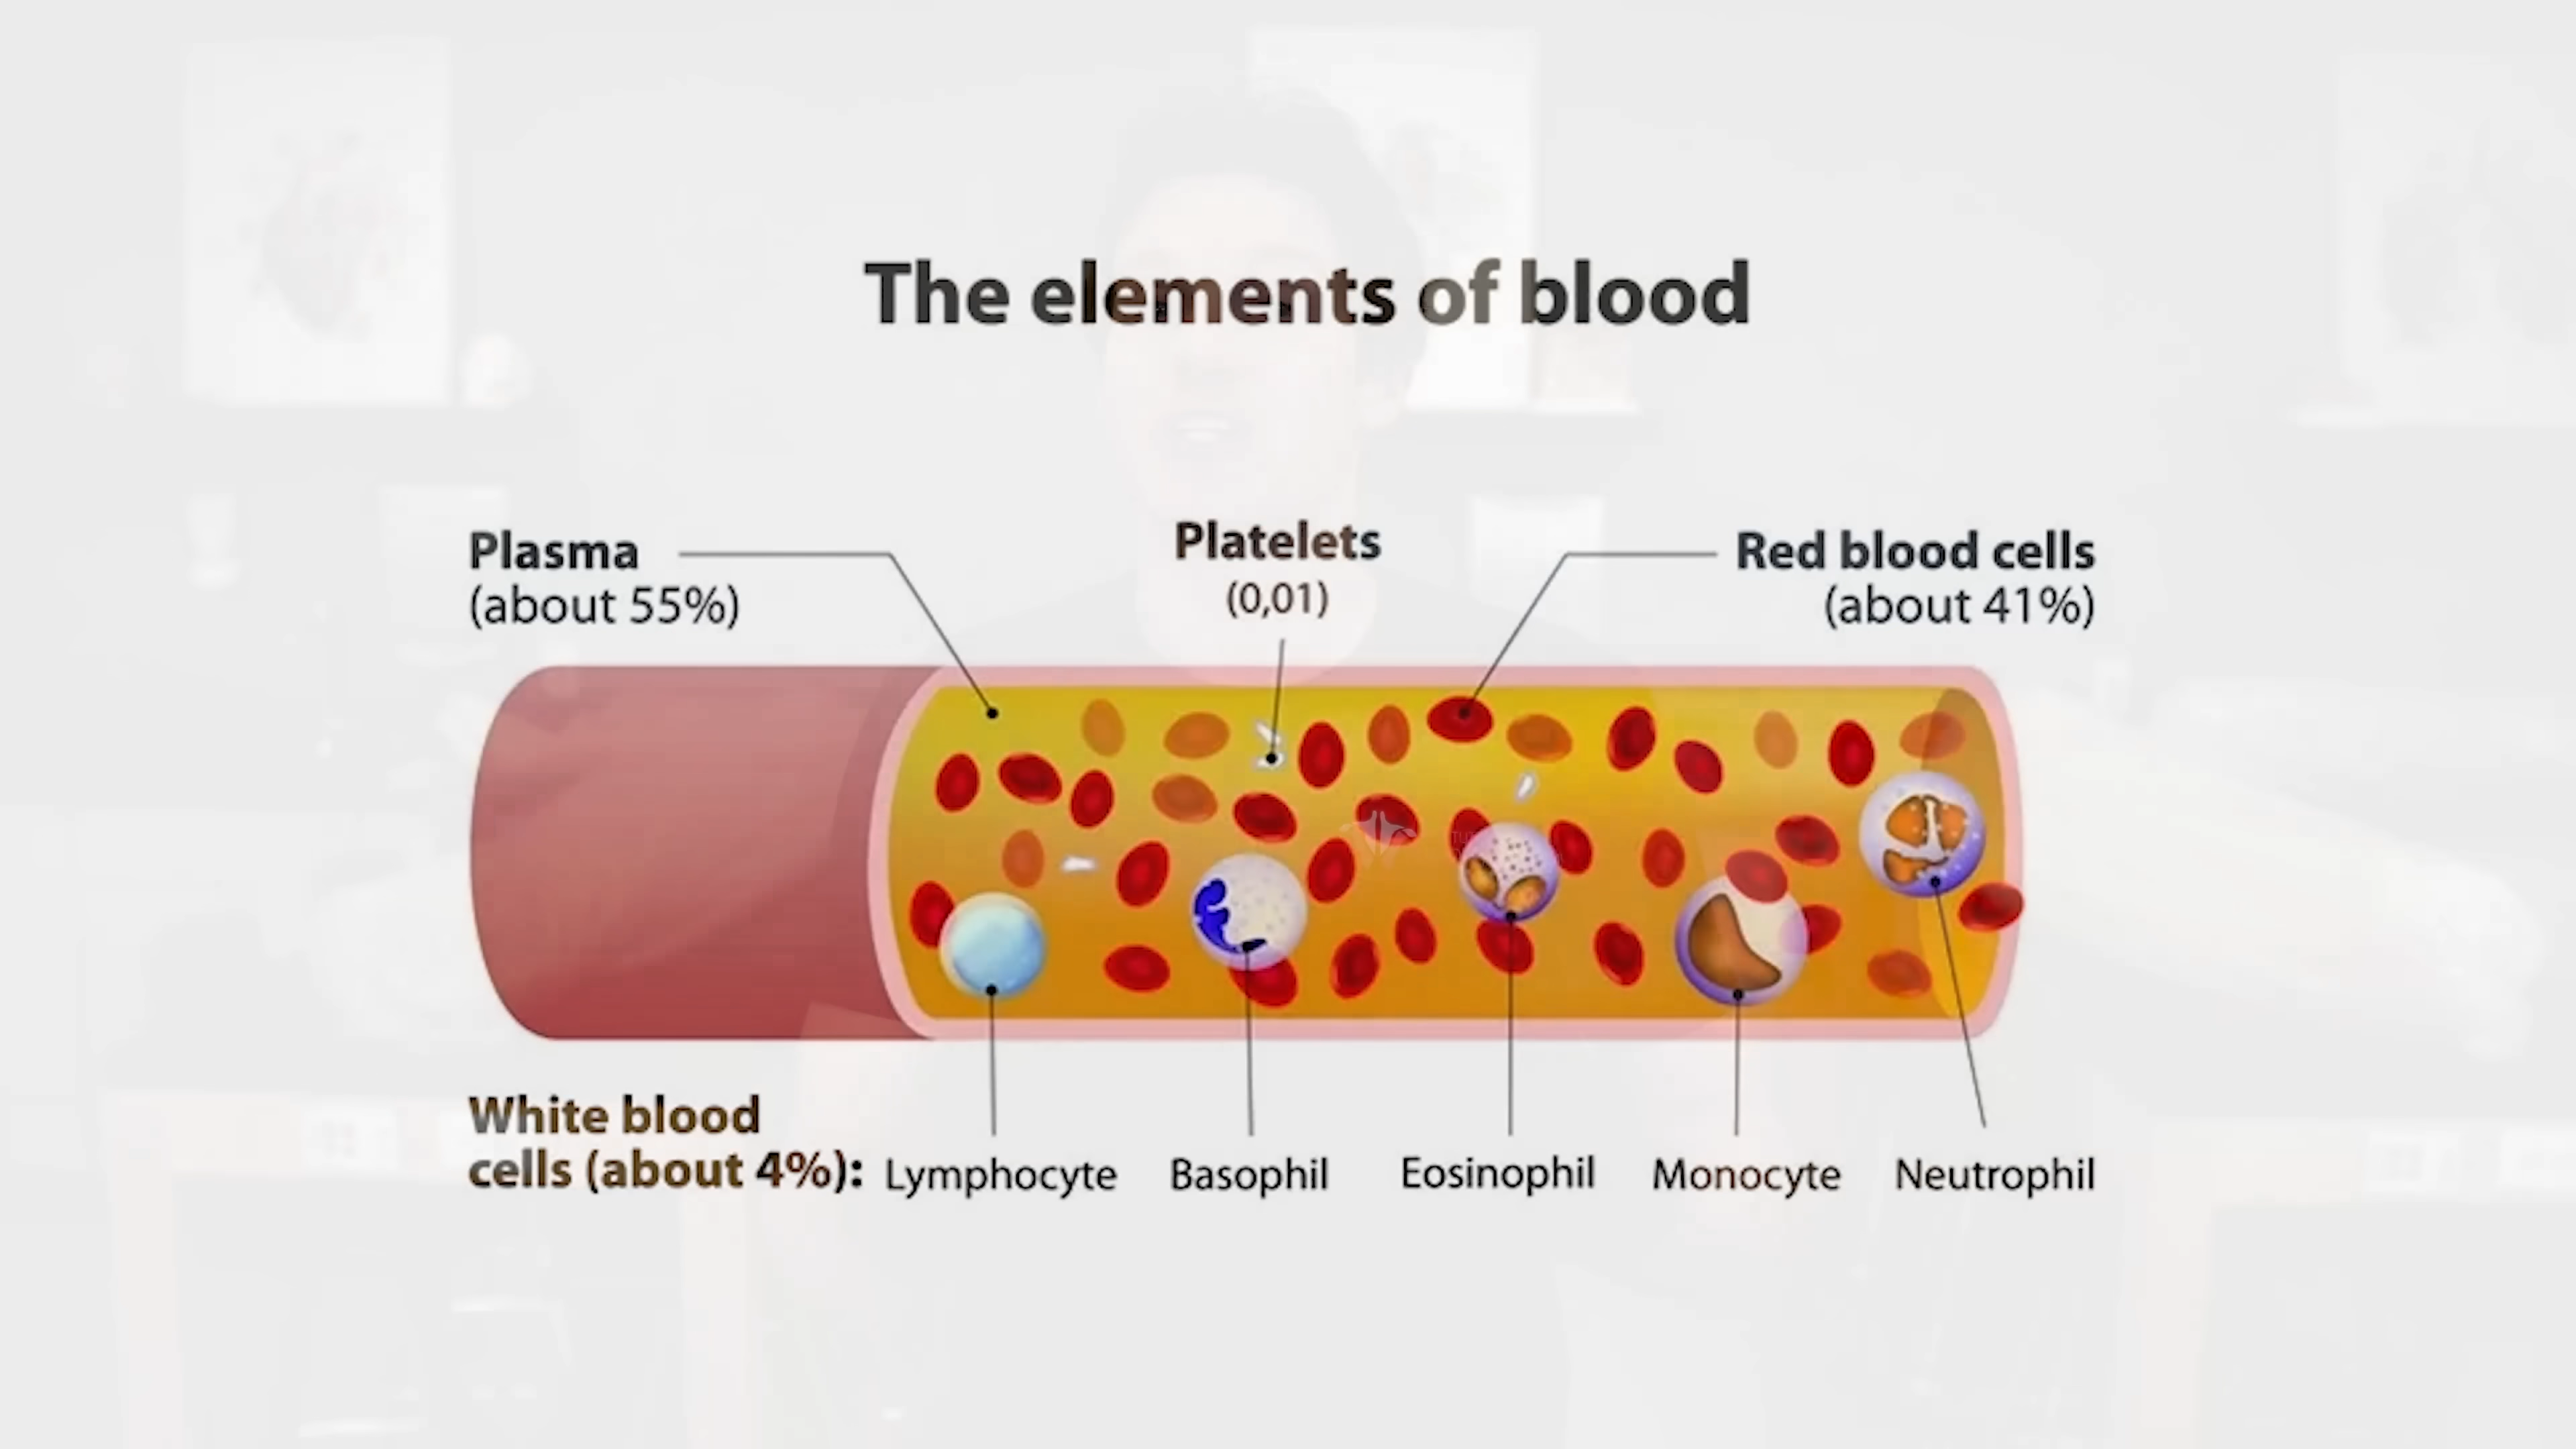 The elements of blood
Plasma
(about 55%)
Platelets
(0,01)
Red blood cells
(about 41%)
White blood
cells (about 4%):
Lymphocyte
Basophil
Eosinophil
Monocyte
Neutrophil